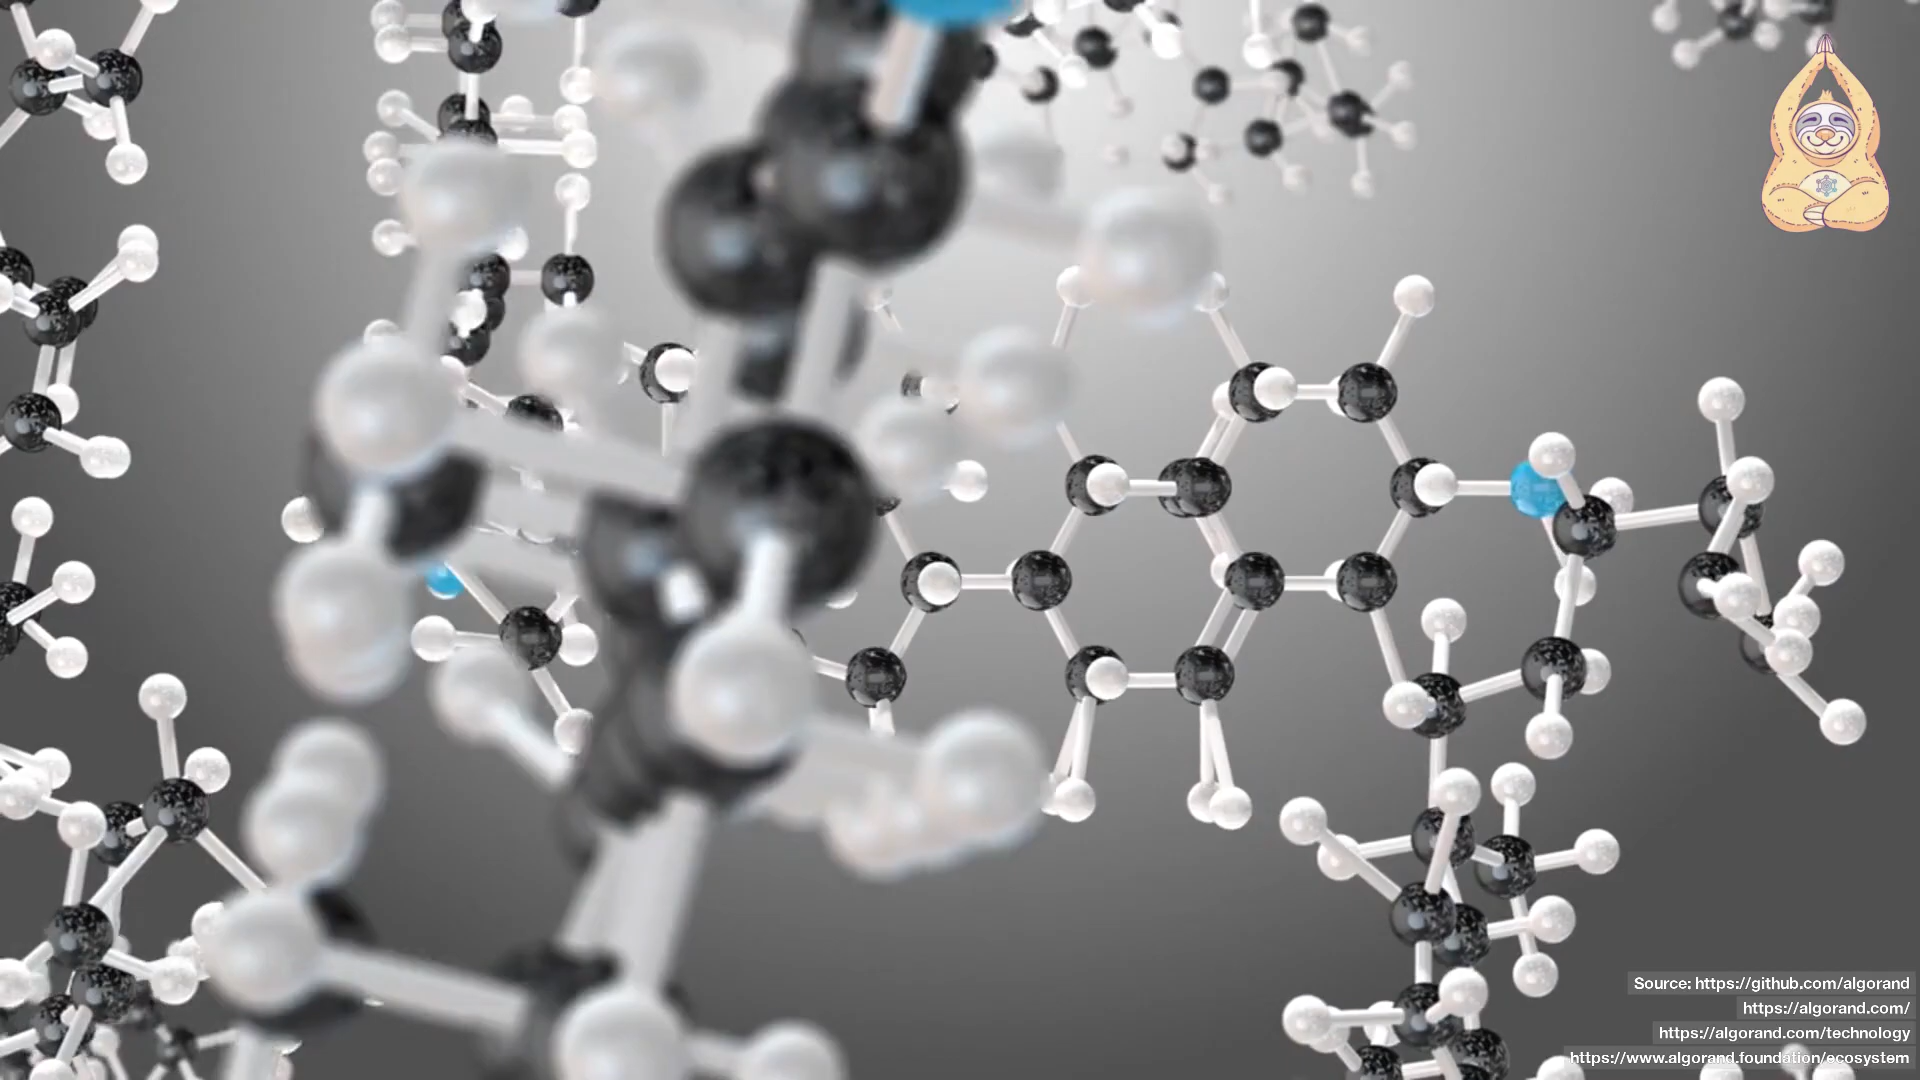 Source: https://github.com/algorand
https://algorand.com/
https://algorand.com/technology
https://www.algorand.foundation/ecosystem